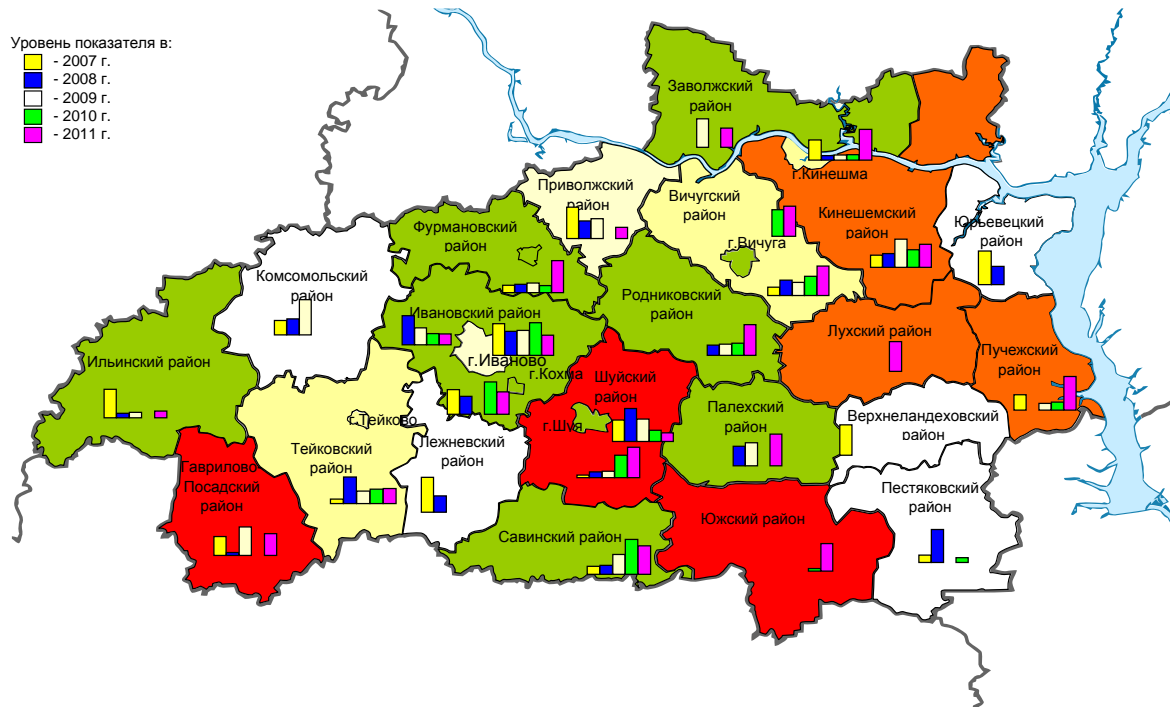 Уровень показателя в:
- 2007 г.
- 2008 г.
- 2009 г.
- 2010 г.
- 2011 г.
Заволжский
район
г.Кинешма
Приволжский
район
Вичугский
район
Кинешемский
район
Юрьевецкий
район
Фурмановский
район
г.Вичуга
Комсомольский
район
Родниковский
район
Ивановский район
Лухский район
Пучежский
район
Ильинский район
г.Иваново
г.Кохма
Шуйский
район
Палехский
район
Верхнеландеховский
район
г.Тейково
г.Шуя
Лежневский
район
Тейковский
район
Гаврилово-
Посадский
район
Пестяковский
район
Южский район
Савинский район